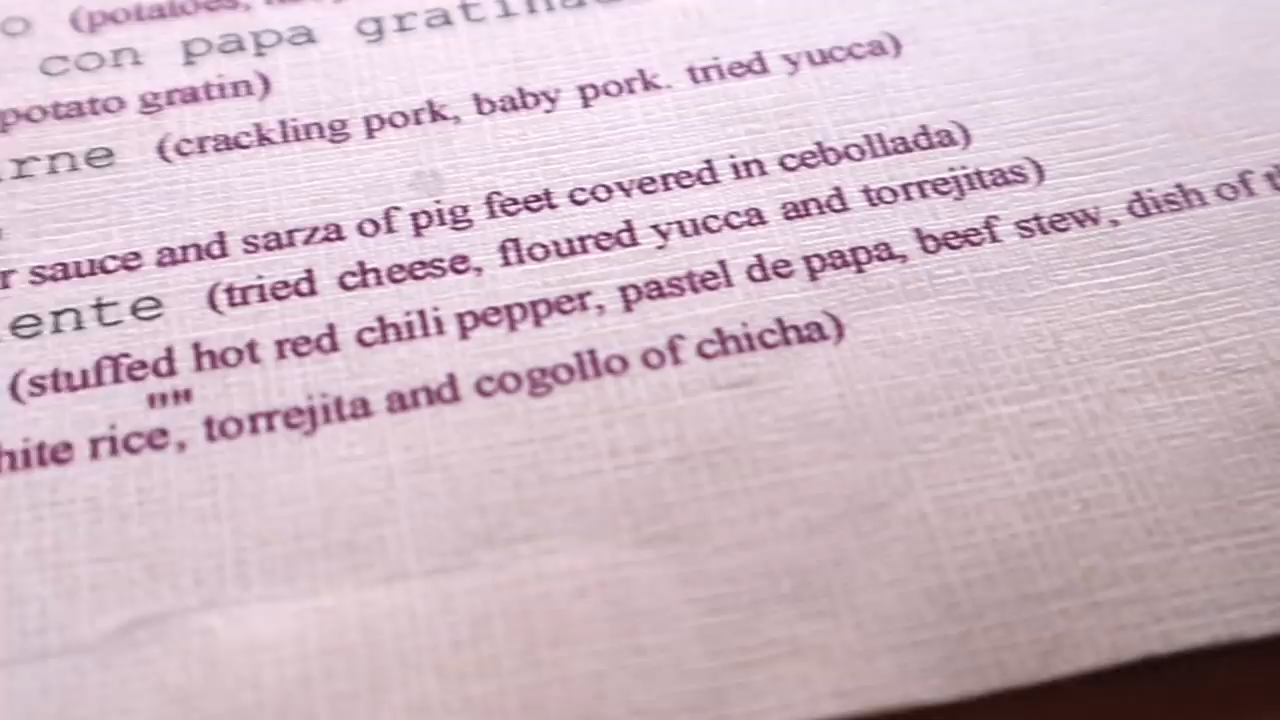 o (potatoes,
con papa
potato gratin)
rne (crackling pork, baby pork. tried yucca)
r sauce and sarza of pig feet covered in cebollada)
ente (tried cheese, floured yucca and torrejitas)
(stuffed hot red chili pepper, pastel de papa, beef stew, dish of
"" 
hite rice, torrejita and cogollo of chicha)